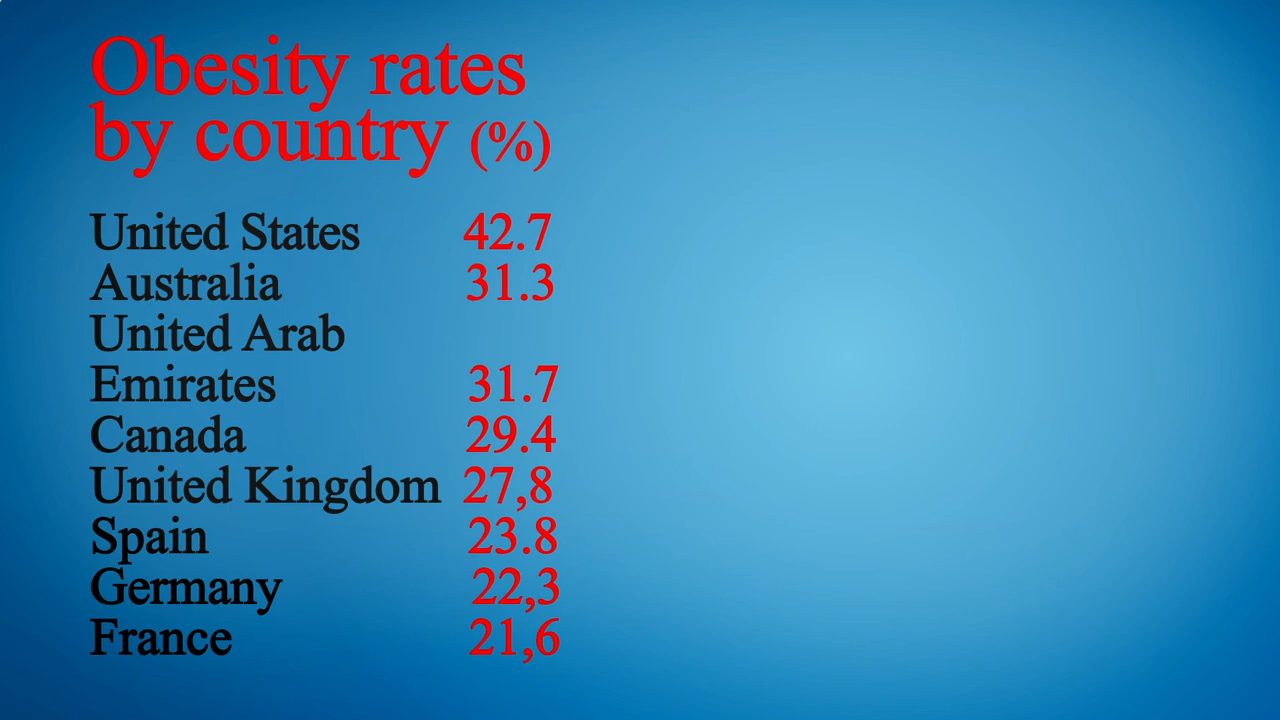 Obesity rates
by country (%)
United States 42.7
Australia 31.3
United Arab
Emirates 31.7
Canada 29.4
United Kingdom 27,8
Spain 23.8
Germany 22,3
France 21,6